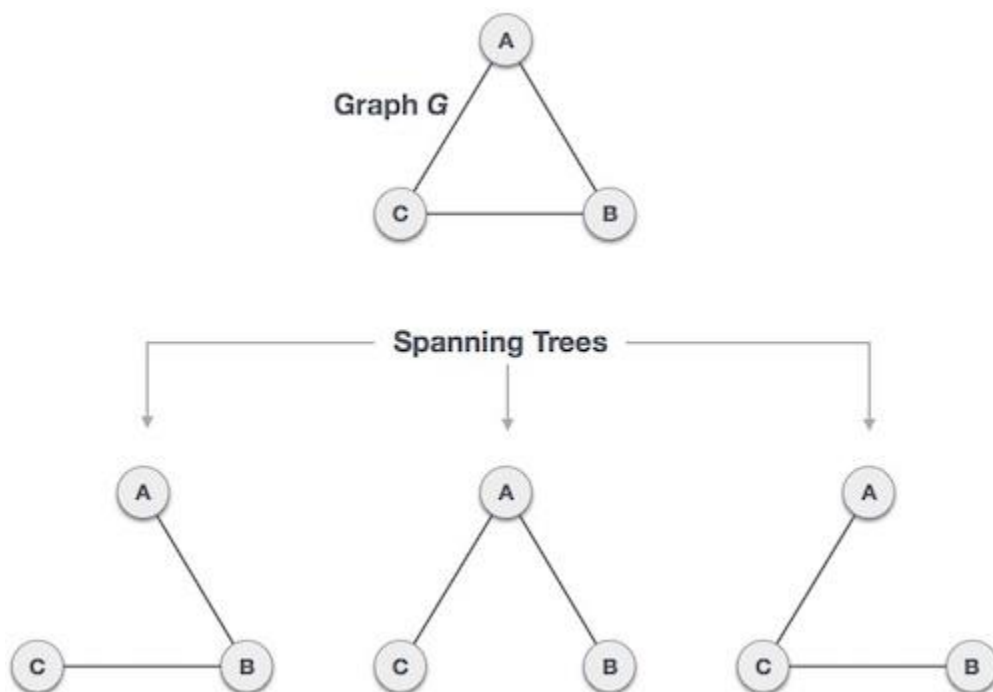 A
Graph G
C B
Spanning Trees
A A A
C B C B C B